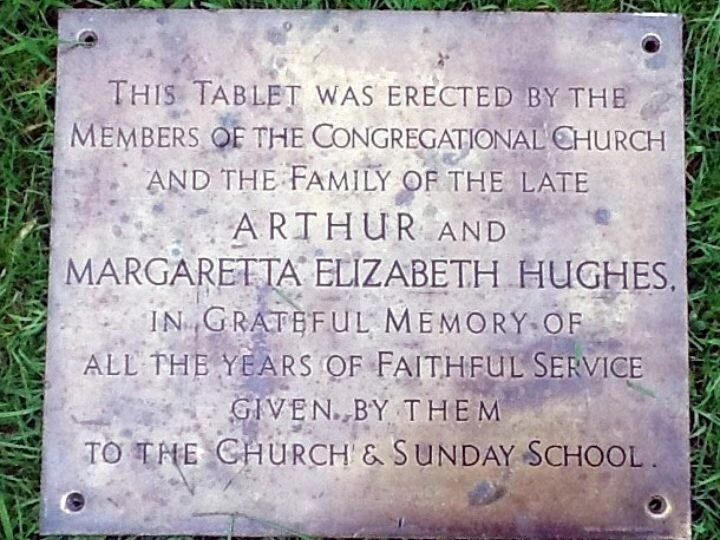 THIS TABLET WAS ERECTED BY THE
MEMBERS OF THE CONGREGATIONAL CHURCH
AND THE FAMILY OF THE LATE
ARTHUR AND
MARGARETTA ELIZABETH HUGHES,
IN GRATEFUL MEMORY OF
ALL THE YEARS OF FAITHFUL SERVICE
GIVEN BY THEM
TO THE CHURCH & SUNDAY SCHOOL.